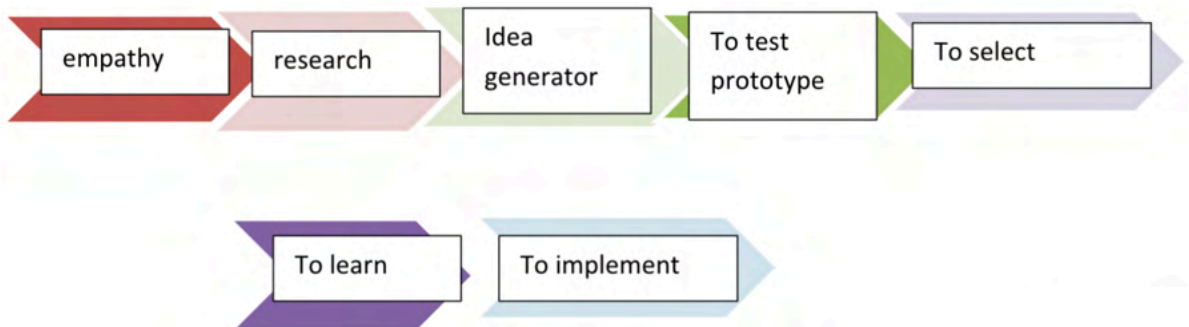 empathy
research
Idea
generator
To test
prototype
To select
To learn
To implement